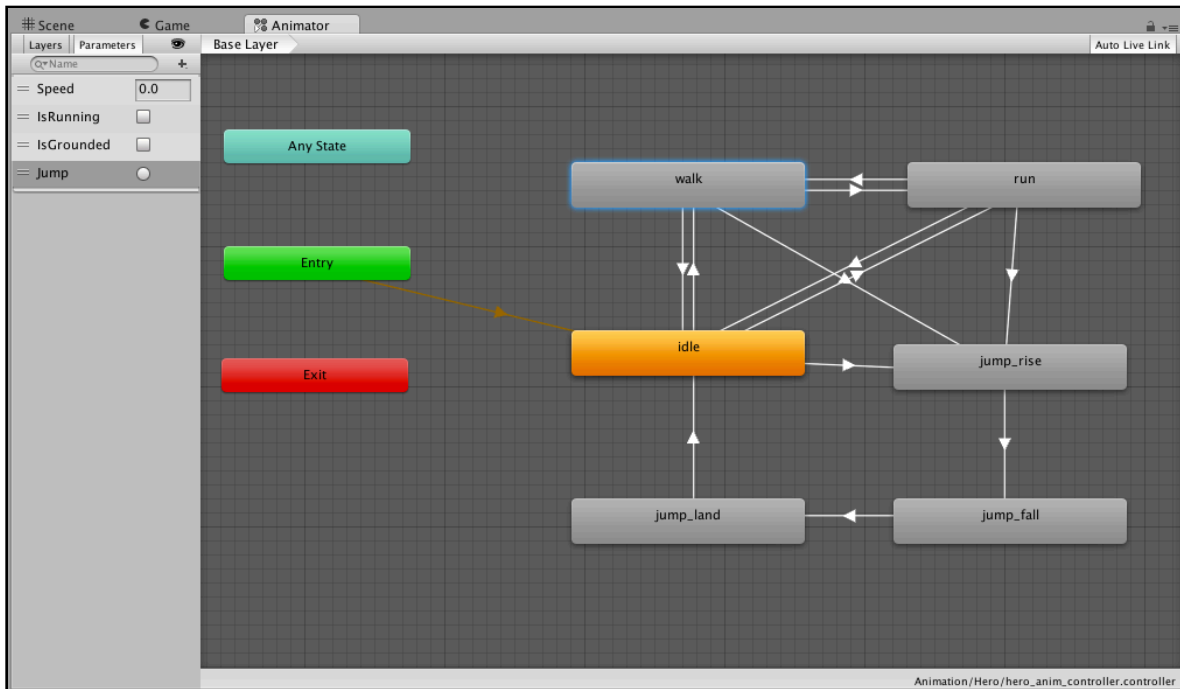 Scene Game Animator
Layers Parameters Base Layer Auto Live Link
Name
Speed 0.0
IsRunning
IsGrounded
Jump
Any State
walk run
Entry
idle
jump_rise
Exit
jump_land jump_fall
Animation/Hero/hero_anim_controller.controller